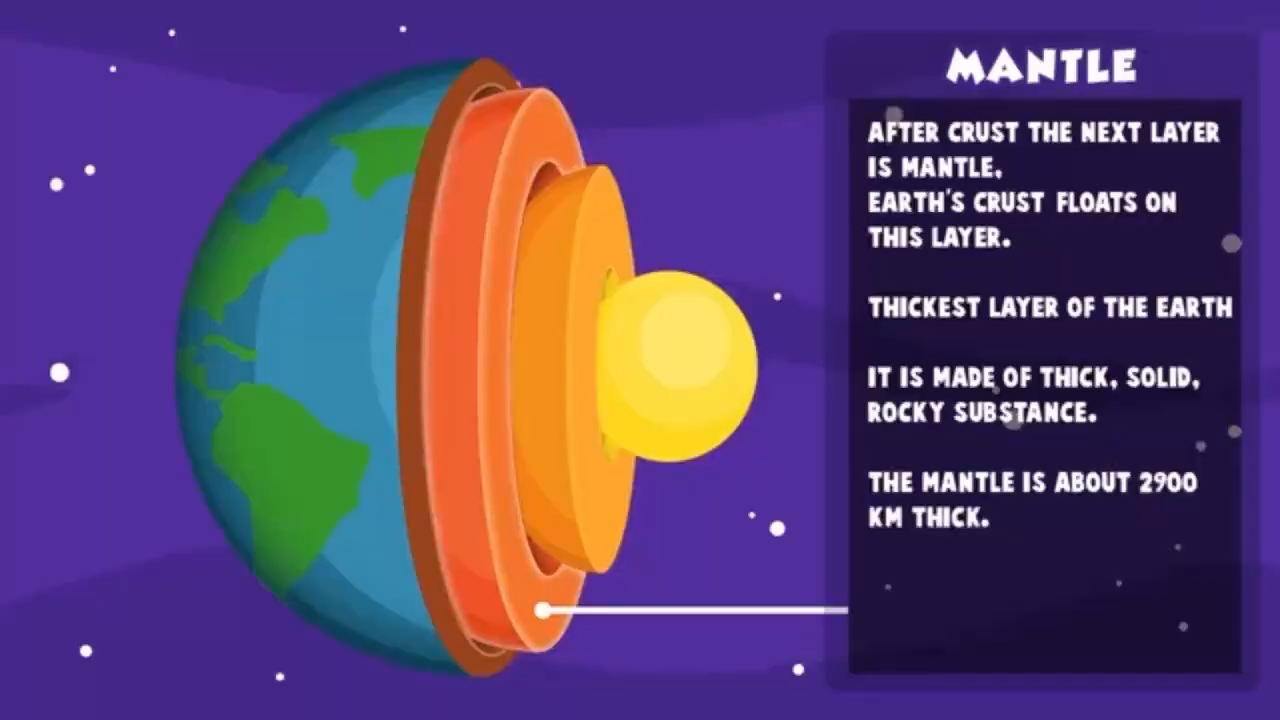 MANTLE
AFTER CRUST THE NEXT LAYER
IS MANTLE.
EARTH'S CRUST FLOATS ON
THIS LAYER.
THICKEST LAYER OF THE EARTH
IT IS MADE OF THICK, SOLID,
ROCKY SUBSTANCE.
THE MANTLE IS ABOUT 2900
KM THICK.